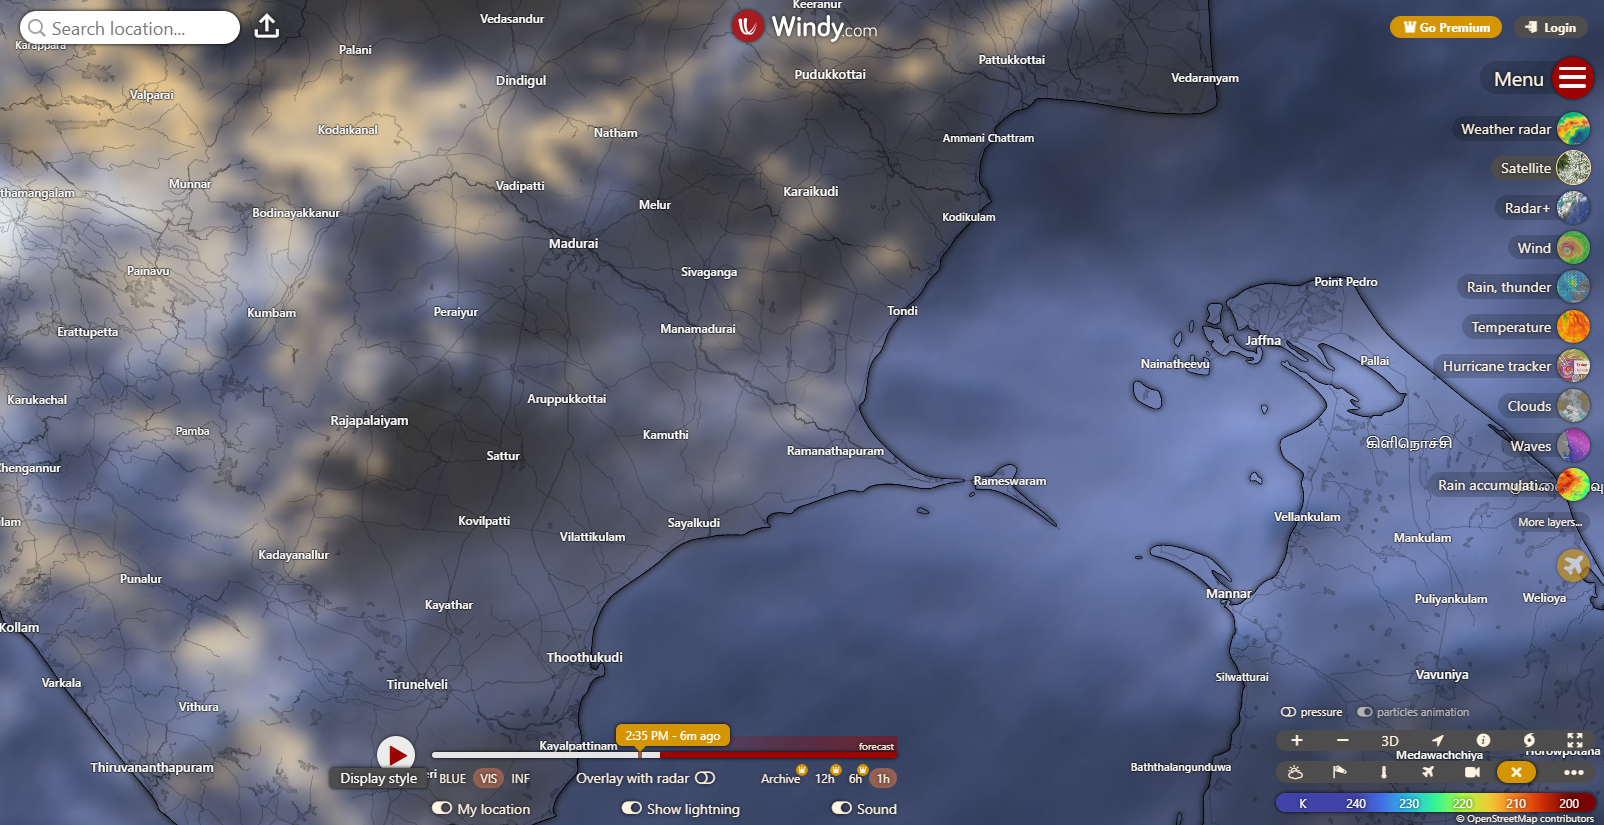 Search location...
Windy.com
Go Premium
Login
Menu
Weather radar
Satellite
Radar+
Wind
Rain, thunder
Temperature
Hurricane tracker
Clouds
Waves
Rain accumulati
More layers...
Keeranur
Vedasandur
Karappara
Palani
Dindigul
Pudukkottai
Pattukkottai
Vedaranyam
Valparai
Kodaikanal
Natham
Ammani Chattram
thamangalam
Munnar
Vadipatti
Karaikudi
Bodinayakkanur
Melur
Kodikulam
Madurai
Painavu
Sivaganga
Point Pedro
Kumbam
Peraiyur
Tondi
Erattupetta
Manamadurai
Jaffna
Nainatheevu
Pallai
Karukachal
Aruppukkottai
Rajapalaiyam
Pamba
Kamuthi
கிளிநொச்சி
Sattur
Ramanathapuram
Chengannur
Rameswaram
lam
Kovilpatti
Sayalkudi
Vellankulam
Vilattikulam
Mankulam
Kadayanallur
Punalur
Mannar
Puliyankulam
Welioya
Kayathar
Kollam
Thoothukudi
Silwatturai
Vavuniya
Varkala
Tirunelveli
Vithura
Kayalpattinam
Thiruvananthapuram
eri
Baththalangunduwa
Medawachchiya
Horowpotana
2:35 PM - 6m ago
forecast
Display style
BLUE
VIS
INF
Overlay with radar
Archive
12h
6h
1h
My location
Show lightning
Sound
pressure
particles animation
+
−
3D
K 240 230 220 210 200
© OpenStreetMap contributors